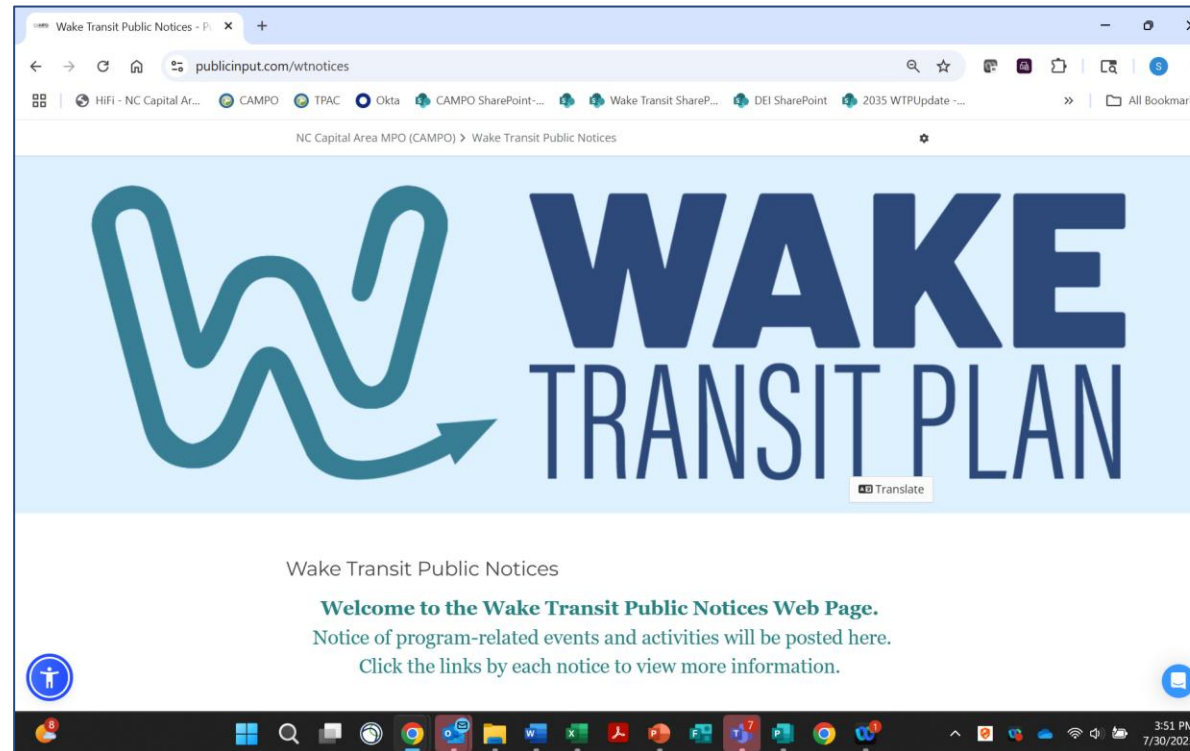 Wake Transit Public Notices - P
publicinput.com/wtnotices
S
HiFi - NC Capital Ar... CAMPO TPAC Okta CAMPO SharePoint-... Wake Transit ShareP... DEI SharePoint 2035 WTPUpdate -... » All Bookmar
NC Capital Area MPO (CAMPO) > Wake Transit Public Notices
WAKE
TRANSIT PLAN
Translate
Wake Transit Public Notices
Welcome to the Wake Transit Public Notices Web Page.
Notice of program-related events and activities will be posted here.
Click the links by each notice to view more information.
8
7
9
3:51 PM
7/30/202